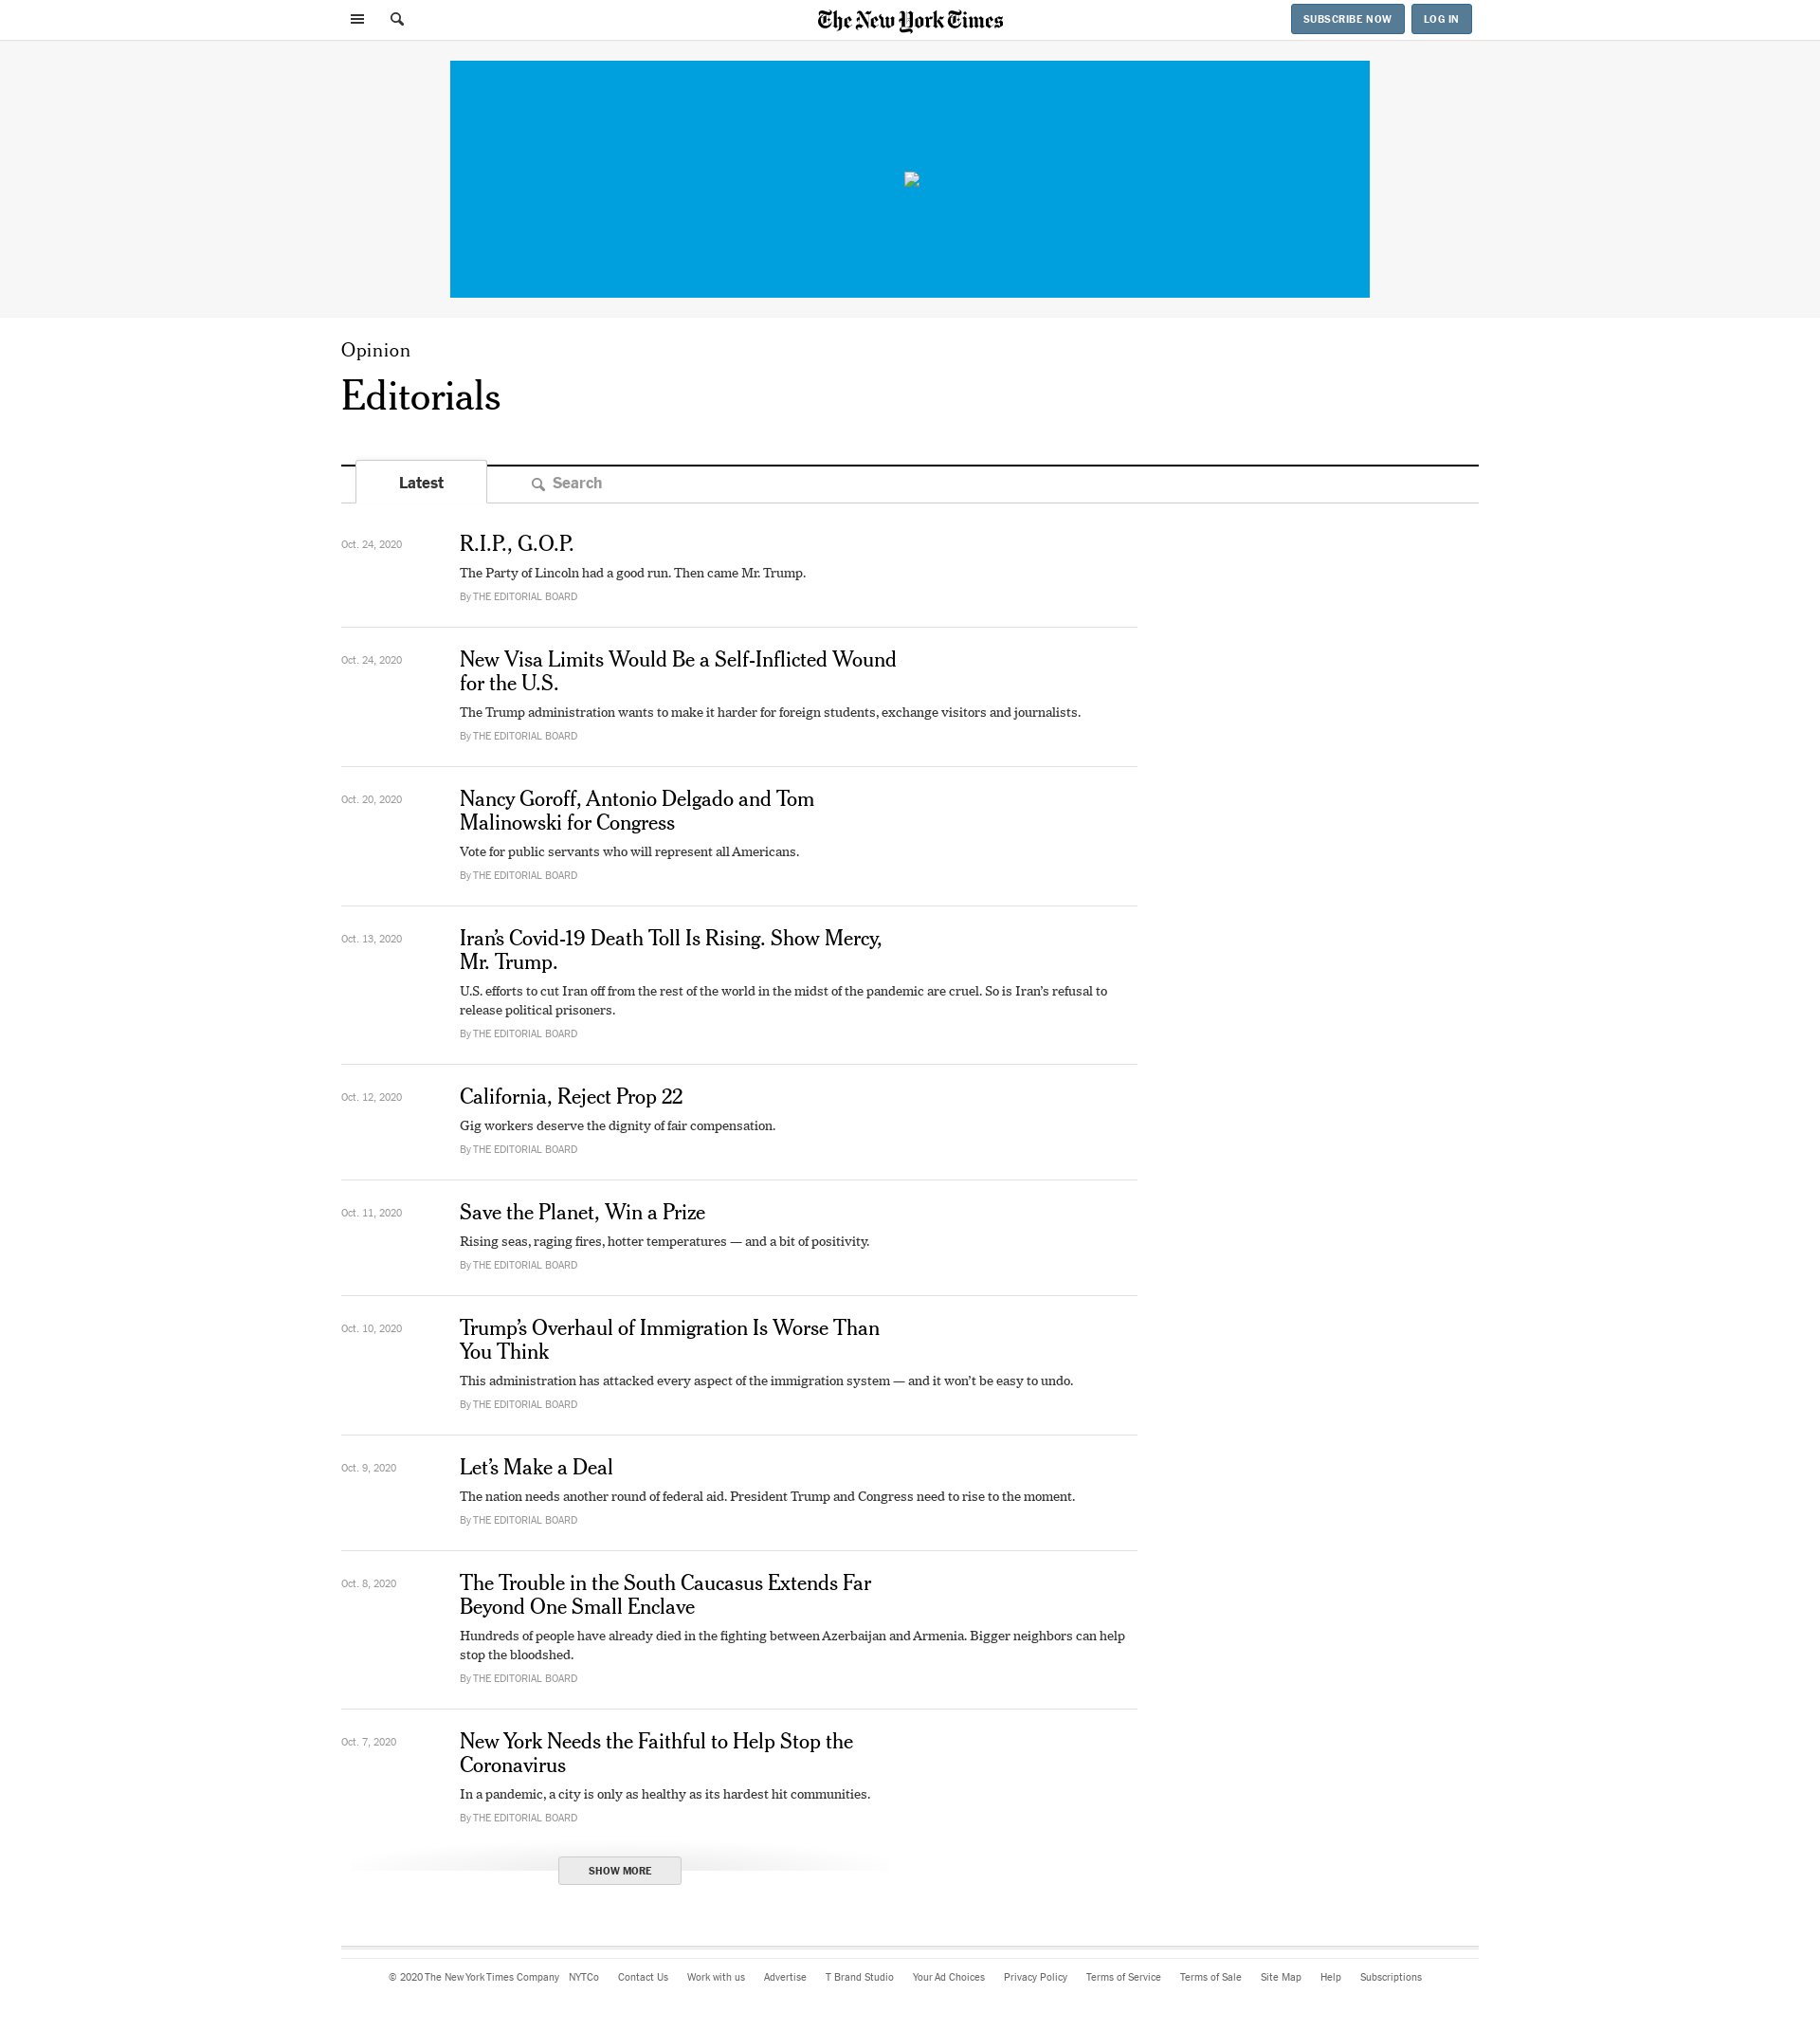 The New York Times
SUBSCRIBE NOW
LOG IN
Opinion
Editorials
Latest
Search
Oct. 24, 2020
R.I.P., G.O.P.
The Party of Lincoln had a good run. Then came Mr. Trump.
By THE EDITORIAL BOARD
Oct. 24, 2020
New Visa Limits Would Be a Self-Inflicted Wound
for the U.S.
The Trump administration wants to make it harder for foreign students, exchange visitors and journalists.
By THE EDITORIAL BOARD
Oct. 20, 2020
Nancy Goroff, Antonio Delgado and Tom
Malinowski for Congress
Vote for public servants who will represent all Americans.
By THE EDITORIAL BOARD
Oct. 13, 2020
Iran’s Covid-19 Death Toll Is Rising. Show Mercy,
Mr. Trump.
U.S. efforts to cut Iran off from the rest of the world in the midst of the pandemic are cruel. So is Iran’s refusal to
release political prisoners.
By THE EDITORIAL BOARD
Oct. 12, 2020
California, Reject Prop 22
Gig workers deserve the dignity of fair compensation.
By THE EDITORIAL BOARD
Oct. 11, 2020
Save the Planet, Win a Prize
Rising seas, raging fires, hotter temperatures — and a bit of positivity.
By THE EDITORIAL BOARD
Oct. 10, 2020
Trump’s Overhaul of Immigration Is Worse Than
You Think
This administration has attacked every aspect of the immigration system — and it won’t be easy to undo.
By THE EDITORIAL BOARD
Oct. 9, 2020
Let’s Make a Deal
The nation needs another round of federal aid. President Trump and Congress need to rise to the moment.
By THE EDITORIAL BOARD
Oct. 8, 2020
The Trouble in the South Caucasus Extends Far
Beyond One Small Enclave
Hundreds of people have already died in the fighting between Azerbaijan and Armenia. Bigger neighbors can help
stop the bloodshed.
By THE EDITORIAL BOARD
Oct. 7, 2020
New York Needs the Faithful to Help Stop the
Coronavirus
In a pandemic, a city is only as healthy as its hardest hit communities.
By THE EDITORIAL BOARD
SHOW MORE
© 2020 The New York Times Company NYTCo Contact Us Work with us Advertise T Brand Studio Your Ad Choices Privacy Policy Terms of Service Terms of Sale Site Map Help Subscriptions